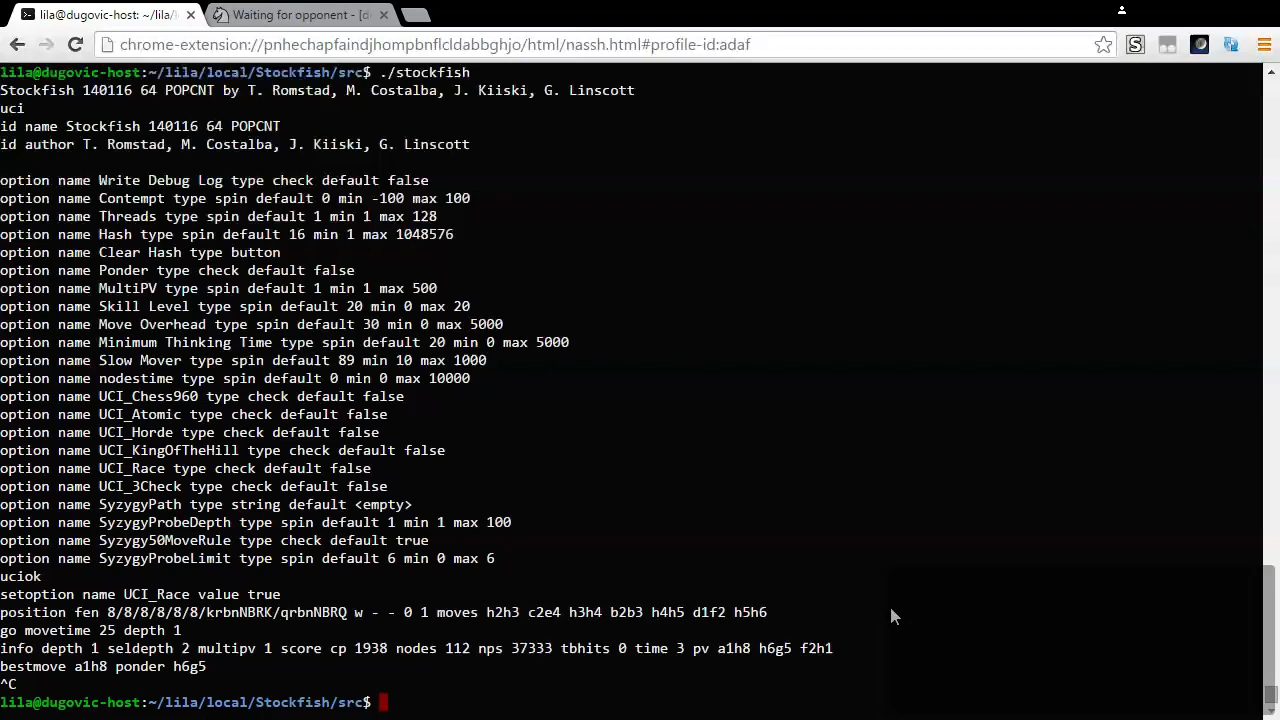 lila@dugovic-host: ~/lila/
Waiting for opponent - [d
chrome-extension://pnhechapfaindjhompbnflcldabbghjo/html/nassh.html#profile-id:adaf
lila@dugovic-host:~/lila/local/Stockfish/src$ ./stockfish
Stockfish 140116 64 POPCNT by T. Romstad, M. Costalba, J. Kiiski, G. Linscott
uci
id name Stockfish 140116 64 POPCNT
id author T. Romstad, M. Costalba, J. Kiiski, G. Linscott
option name Write Debug Log type check default false
option name Contempt type spin default 0 min -100 max 100
option name Threads type spin default 1 min 1 max 128
option name Hash type spin default 16 min 1 max 1048576
option name Clear Hash type button
option name Ponder type check default false
option name MultiPV type spin default 1 min 1 max 500
option name Skill Level type spin default 20 min 0 max 20
option name Move Overhead type spin default 30 min 0 max 5000
option name Minimum Thinking Time type spin default 20 min 0 max 5000
option name Slow Mover type spin default 89 min 10 max 1000
option name nodestime type spin default 0 min 0 max 10000
option name UCI_Chess960 type check default false
option name UCI_Atomic type check default false
option name UCI_Horde type check default false
option name UCI_KingOfTheHill type check default false
option name UCI_Race type check default false
option name UCI_3Check type check default false
option name SyzygyPath type string default <empty>
option name SyzygyProbeDepth type spin default 1 min 1 max 100
option name Syzygy50MoveRule type check default true
option name SyzygyProbeLimit type spin default 6 min 0 max 6
uciok
setoption name UCI_Race value true
position fen 8/8/8/8/8/8/krbnNBRK/qrbnNBRQ w - - 0 1 moves h2h3 c2e4 h3h4 b2b3 h4h5 d1f2 h5h6
go movetime 25 depth 1
info depth 1 seldepth 2 multipv 1 score cp 1938 nodes 112 nps 37333 tbhits 0 time 3 pv a1h8 h6g5 f2h1
bestmove a1h8 ponder h6g5
^C
lila@dugovic-host:~/lila/local/Stockfish/src$